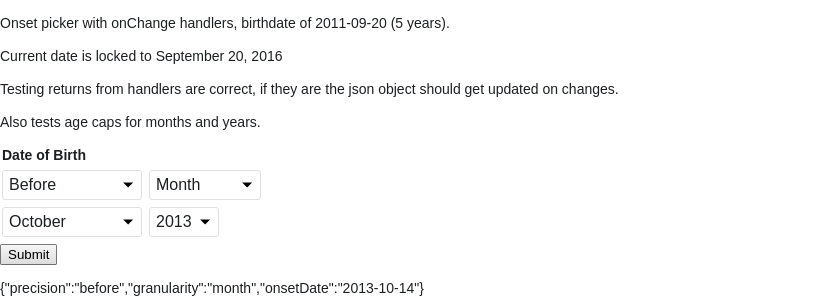 Onset picker with onChange handlers, birthdate of 2011-09-20 (5 years).
Current date is locked to September 20, 2016
Testing returns from handlers are correct, if they are the json object should get updated on changes.
Also tests age caps for months and years.
Date of Birth
Before Month
October 2013
Submit
{"precision":"before","granularity":"month","onsetDate":"2013-10-14"}